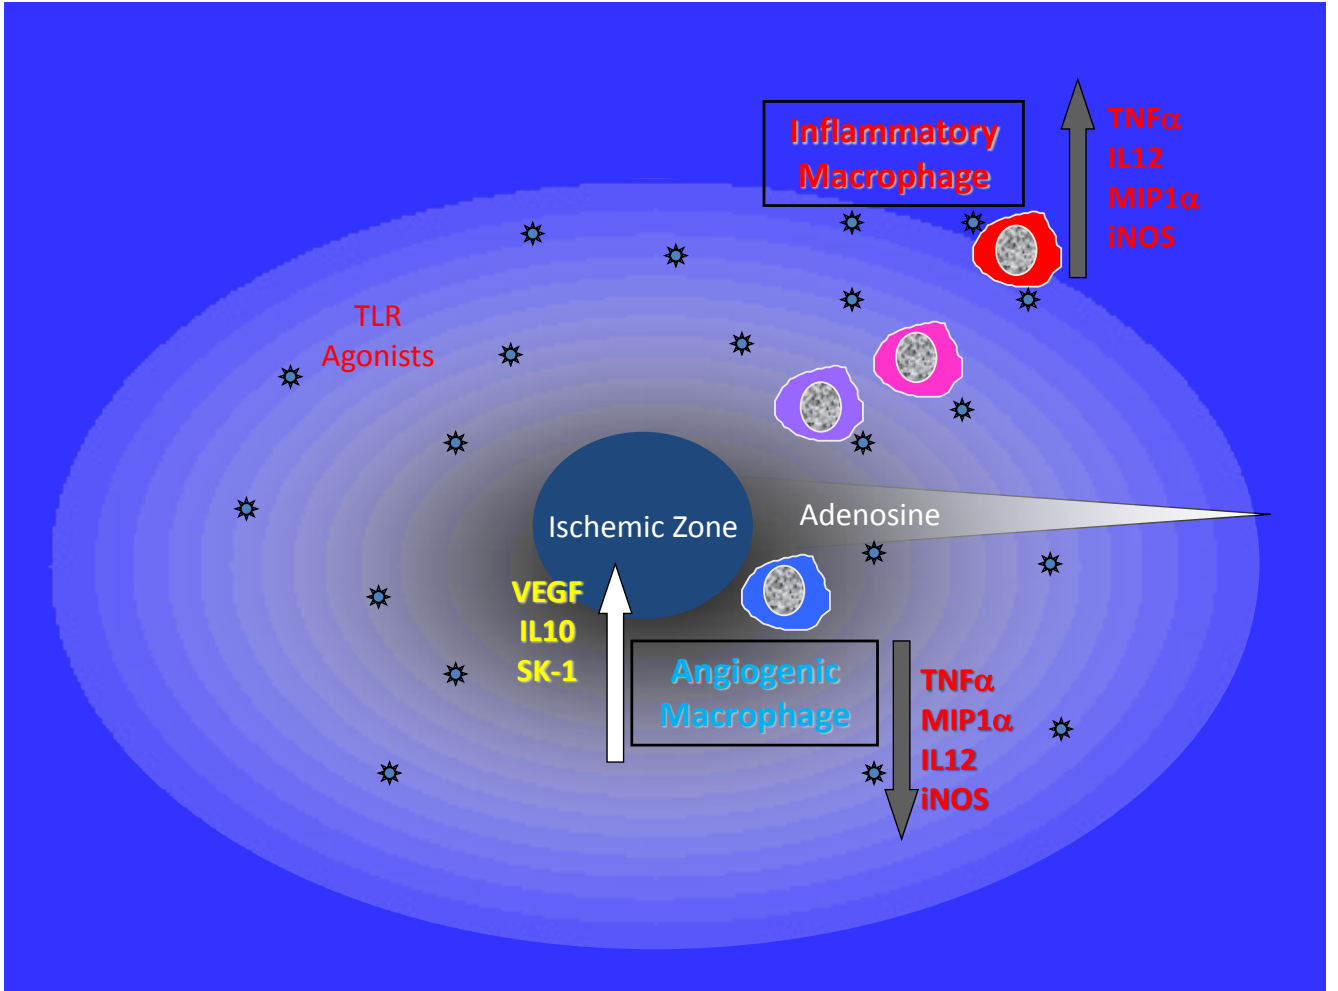 Inflammatory
Macrophage
TNFα
IL12
MIP1α
iNOS
TLR
Agonists
Ischemic Zone
Adenosine
VEGF
IL10
SK-1
Angiogenic
Macrophage
TNFα
MIP1α
IL12
iNOS